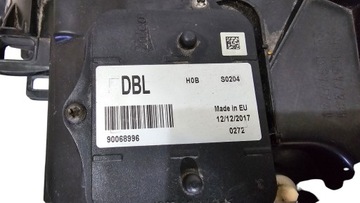 DBL H0B S0204
Made in EU
12/12/2017
90068996 0272